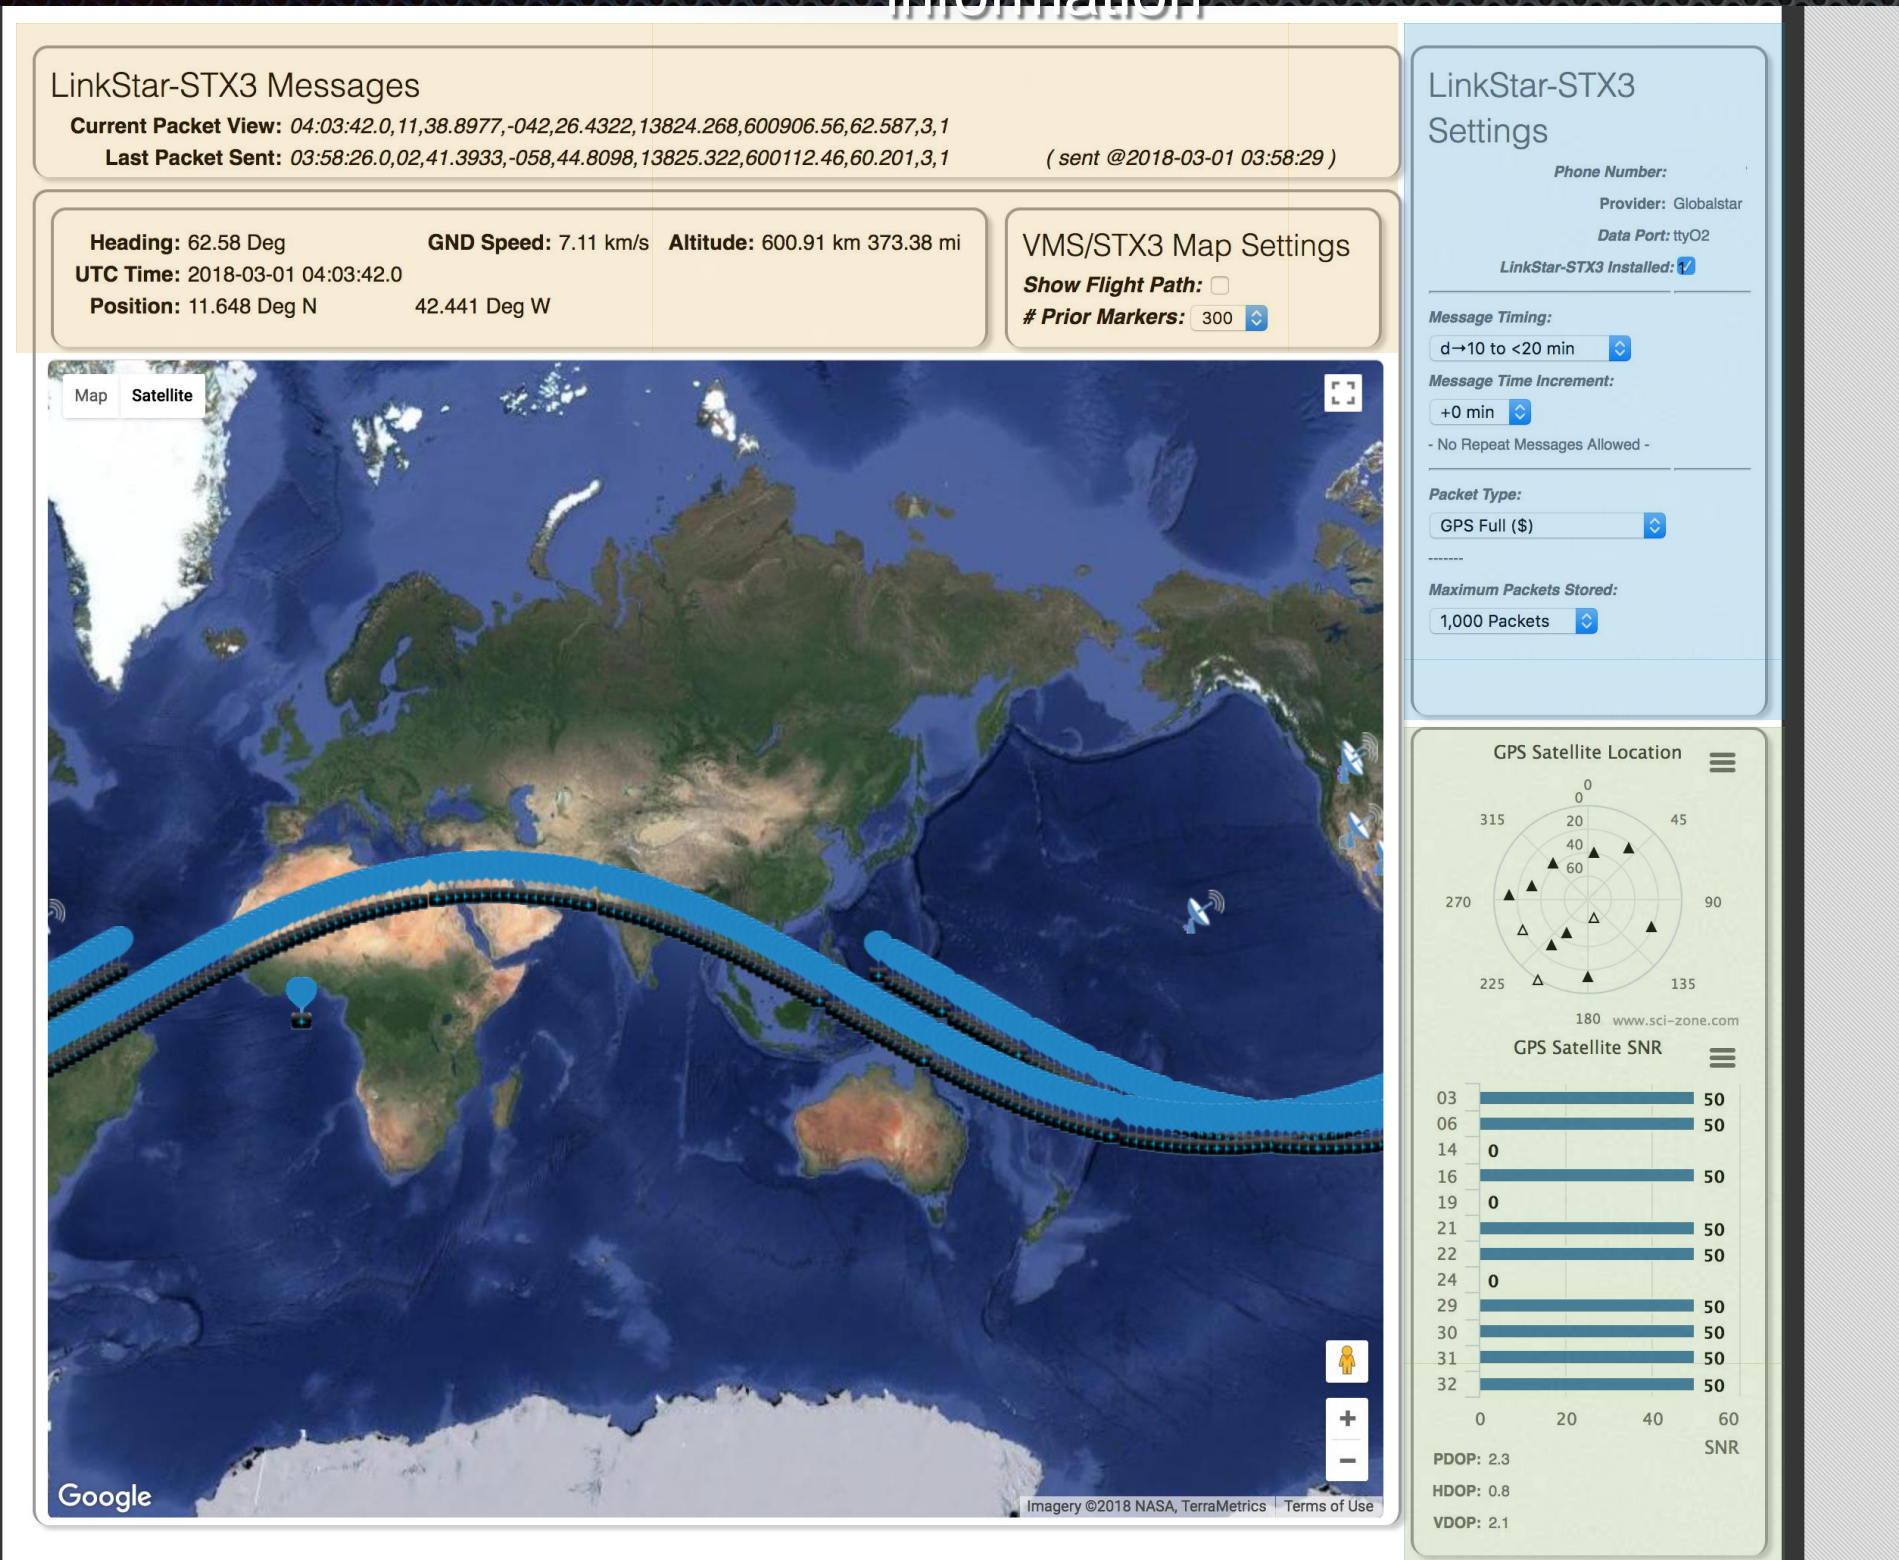 information
LinkStar-STX3 Messages
Current Packet View: 04:03:42.0,11,38.8977,-042,26.4322,13824.268,600906.56,62.587,3,1
Last Packet Sent: 03:58:26.0,02,41.3933,-058,44.8098,13825.322,600112.46,60.201,3,1 ( sent @2018-03-01 03:58:29 )
Heading: 62.58 Deg GND Speed: 7.11 km/s Altitude: 600.91 km 373.38 mi
UTC Time: 2018-03-01 04:03:42.0
Position: 11.648 Deg N 42.441 Deg W
VMS/STX3 Map Settings
Show Flight Path:
# Prior Markers: 300
Map Satellite
Google
Imagery ©2018 NASA, TerraMetrics Terms of Use
LinkStar-STX3
Settings
Phone Number:
Provider: Globalstar
Data Port: ttyO2
LinkStar-STX3 Installed:
Message Timing:
d→10 to <20 min
Message Time Increment:
+0 min
- No Repeat Messages Allowed -
Packet Type:
GPS Full ($)
-------
Maximum Packets Stored:
1,000 Packets
GPS Satellite Location
0
0
315 20 45
40
60
270 90
225 135
180 www.sci-zone.com
GPS Satellite SNR
03 50
06 50
14 0
16 50
19 0
21 50
22 50
24 0
29 50
30 50
31 50
32 50
0 20 40 60
SNR
PDOP: 2.3
HDOP: 0.8
VDOP: 2.1